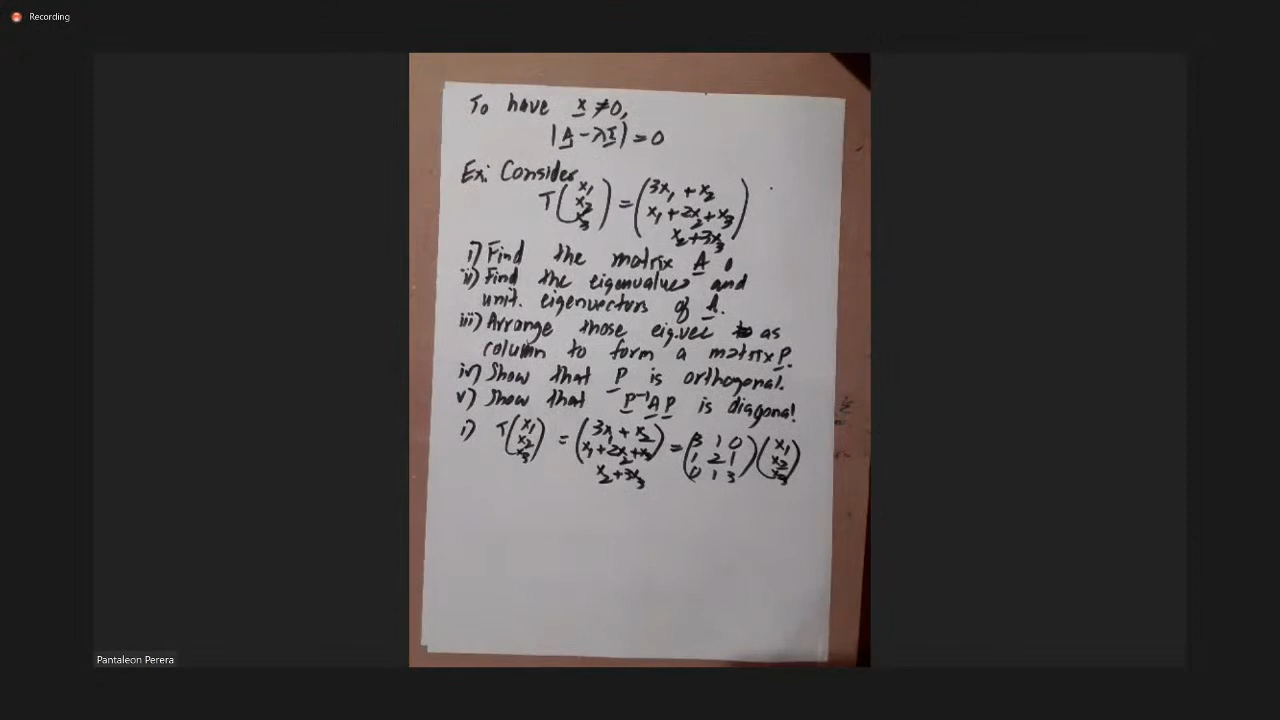 Recording
To have x ≠ 0,
|A - λI| = 0
Ex: Consider
T(x1 x2 x3) = (3x1 + x2
x1 + 2x2 + x3
x2 + 3x3)
i) Find the matrix A
ii) Find the eigenvalues and
unit. eigenvectors of A.
iii) Arrange those eig.vec as
column to form a matrix P.
iv) Show that P is orthogonal.
v) Show that P⁻¹AP is diagonal
i) T(x1 x2 x3) = (3x1 + x2
x1 + 2x2 + x3
x2 + 3x3) = (3 1 0
1 2 1
0 1 3)(x1 x2 x3)
Pantaleon Perera